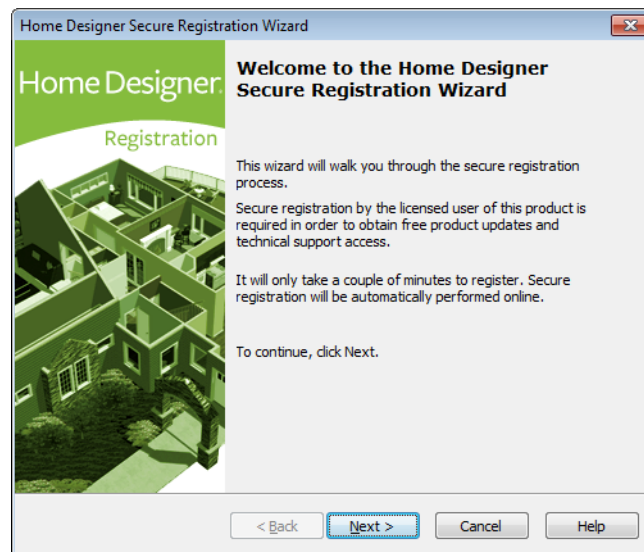 Home Designer Secure Registration Wizard
Home Designer.
Registration
Welcome to the Home Designer
Secure Registration Wizard
This wizard will walk you through the secure registration
process.
Secure registration by the licensed user of this product is
required in order to obtain free product updates and
technical support access.
It will only take a couple of minutes to register. Secure
registration will be automatically performed online.
To continue, click Next.
< Back
Next >
Cancel
Help